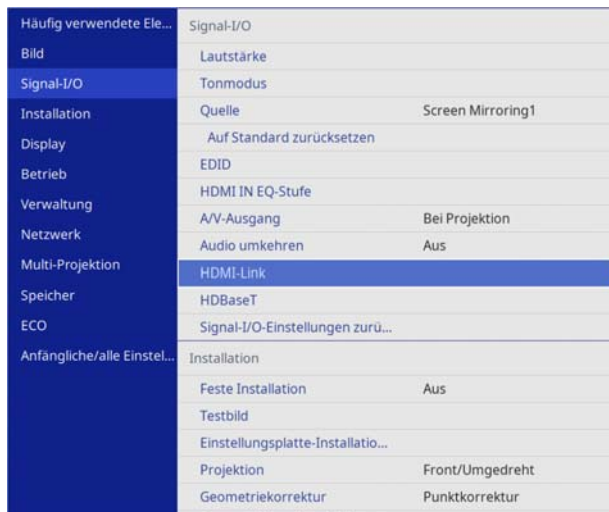 Häufig verwendete Ele...
Bild
Signal-I/O
Installation
Display
Betrieb
Verwaltung
Netzwerk
Multi-Projektion
Speicher
ECO
Anfängliche/alle Einstel...
Signal-I/O
Lautstärke
Tonmodus
Quelle Screen Mirroring1
Auf Standard zurücksetzen
EDID
HDMI IN EQ-Stufe
A/V-Ausgang Bei Projektion
Audio umkehren Aus
HDMI-Link
HDBaseT
Signal-I/O-Einstellungen zurü...
Installation
Feste Installation Aus
Testbild
Einstellungsplatte-Installatio...
Projektion Front/Umgedreht
Geometriekorrektur Punktkorrektur